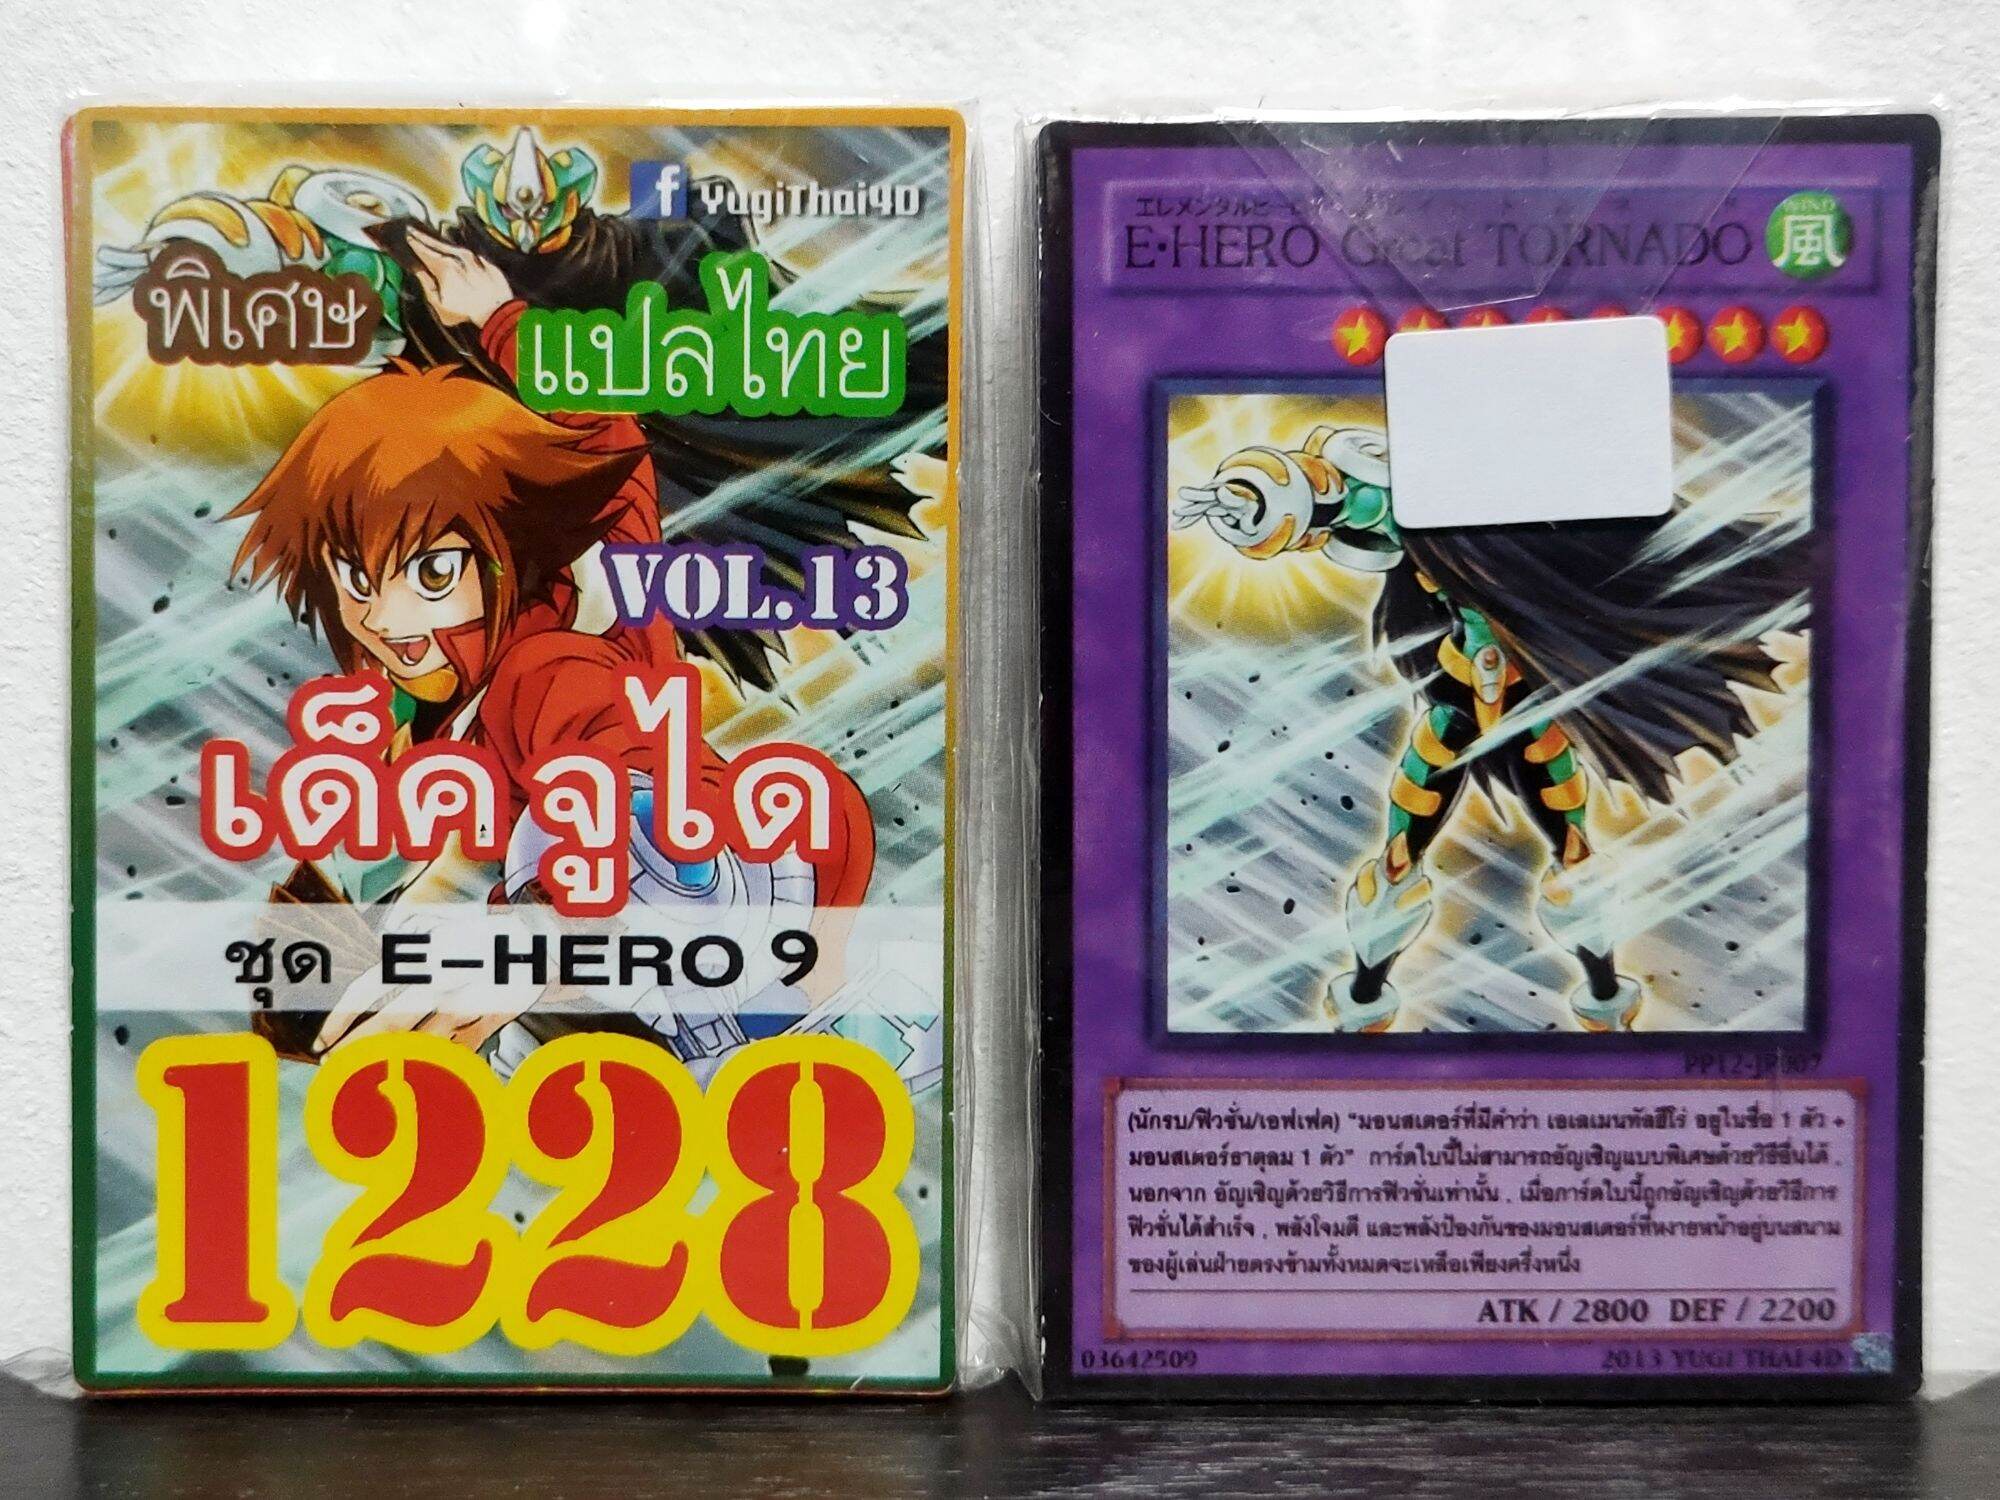 f YugiThai4D
พิเศษ
แปลไทย
VOL.13
เด็คจูได
ชุด E-HERO 9
1228
エレメンタルヒーロー
E・HERO Great TORNADO
WIND
風
PP12-JP007
(นักรบ/ฟิวชั่น/เอฟเฟค) "มอนสเตอร์ที่มีคำว่า เอเลเมนทัลฮีโร่ อยู่ในชื่อ 1 ตัว +
มอนสเตอร์ธาตุลม 1 ตัว" การ์ดใบนี้ไม่สามารถอัญเชิญแบบพิเศษด้วยวิธีอื่นได้ .
นอกจาก อัญเชิญด้วยวิธีการฟิวชั่นเท่านั้น . เมื่อการ์ดใบนี้ถูกอัญเชิญด้วยวิธีการ
ฟิวชั่นได้สำเร็จ . พลังโจมตี และพลังป้องกันของมอนสเตอร์ที่หงายหน้าอยู่บนสนาม
ของผู้เล่นฝ่ายตรงข้ามทั้งหมดจะเหลือเพียงครึ่งหนึ่ง
ATK / 2800 DEF / 2200
03642509
2013 YUGI THAI 4D